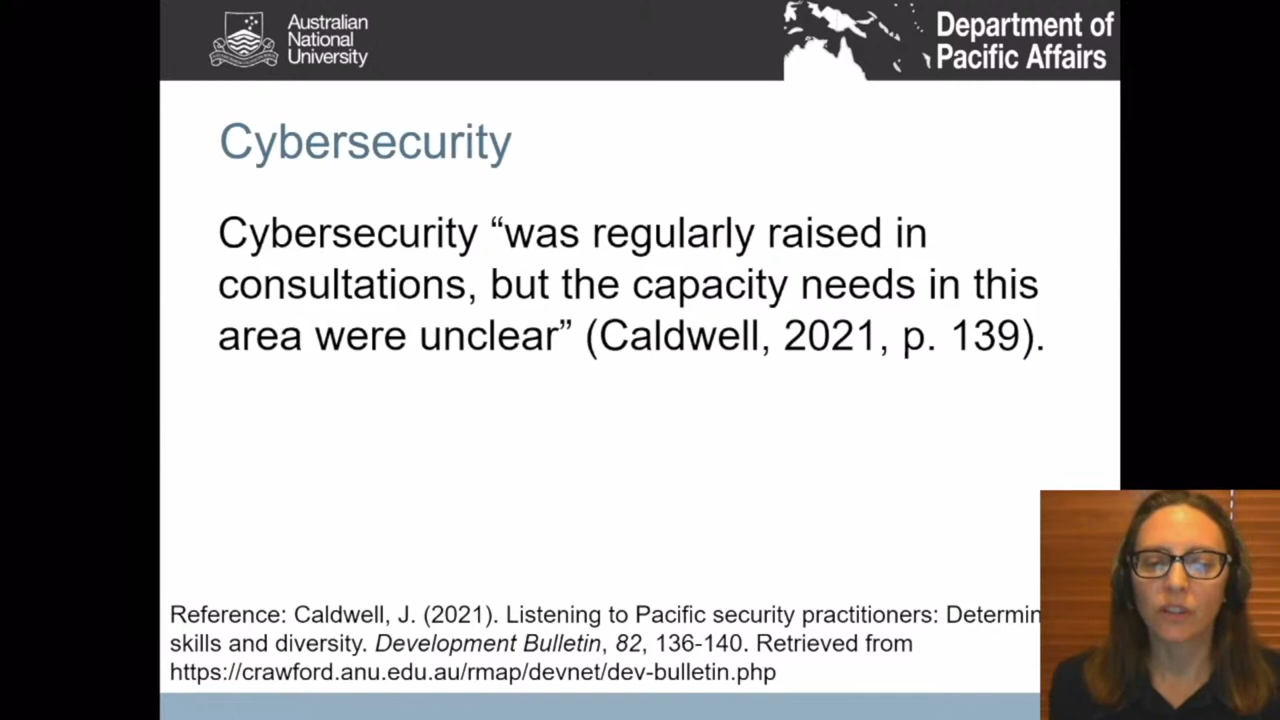 Australian
National
University
Department of
Pacific Affairs
Cybersecurity
Cybersecurity “was regularly raised in
consultations, but the capacity needs in this
area were unclear” (Caldwell, 2021, p. 139).
Reference: Caldwell, J. (2021). Listening to Pacific security practitioners: Determin
skills and diversity. Development Bulletin, 82, 136-140. Retrieved from
https://crawford.anu.edu.au/rmap/devnet/dev-bulletin.php